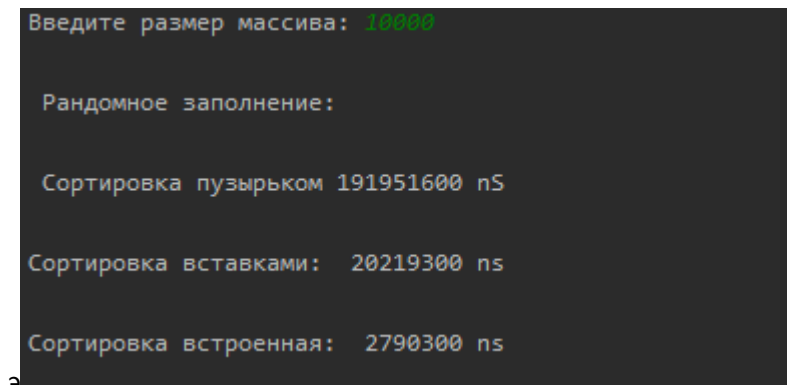 Введите размер массива: 10000
Рандомное заполнение:
Сортировка пузырьком 191951600 nS
Сортировка вставками: 20219300 ns
Сортировка встроенная: 2790300 ns
а